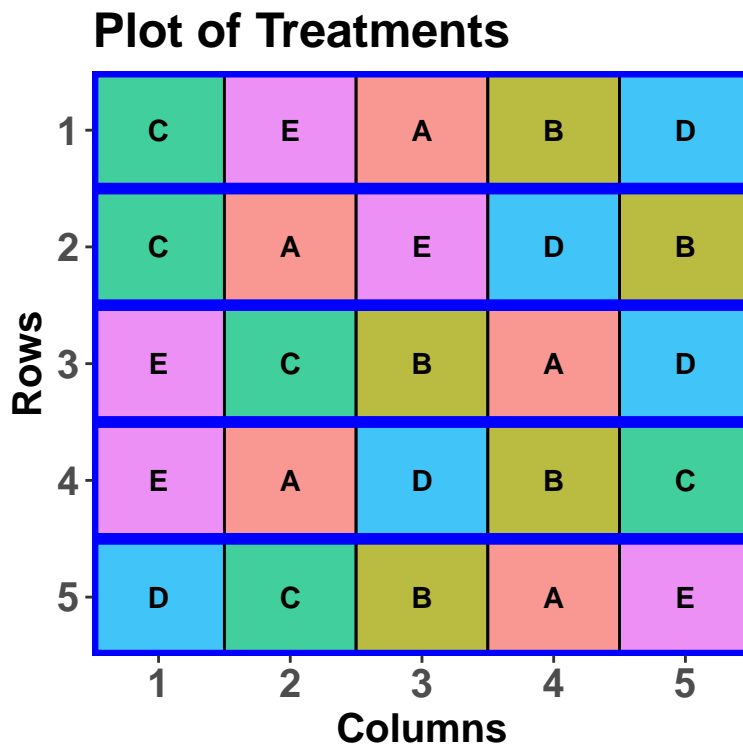 Plot of Treatments
Rows
1 C E A B D
2 C A E D B
3 E C B A D
4 E A D B C
5 D C B A E
1 2 3 4 5
Columns